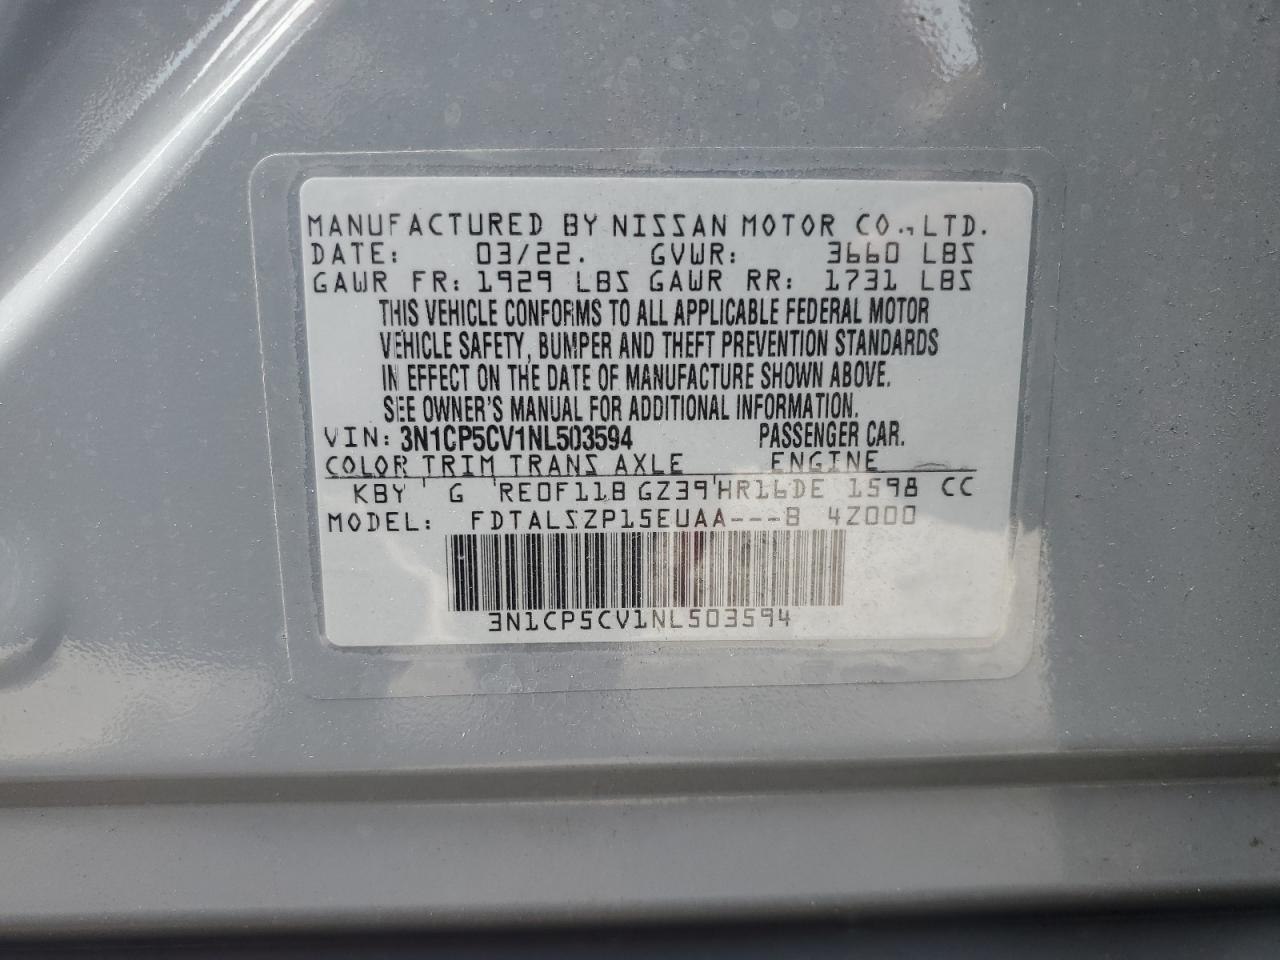 MANUFACTURED BY NISSAN MOTOR CO., LTD.
DATE: 03/22. GVWR: 3660 LBS
GAWR FR: 1929 LBS GAWR RR: 1731 LBS
THIS VEHICLE CONFORMS TO ALL APPLICABLE FEDERAL MOTOR
VEHICLE SAFETY, BUMPER AND THEFT PREVENTION STANDARDS
IN EFFECT ON THE DATE OF MANUFACTURE SHOWN ABOVE.
SEE OWNER'S MANUAL FOR ADDITIONAL INFORMATION.
VIN: 3N1CP5CV1NL503594 PASSENGER CAR.
COLOR TRIM TRANS AXLE ENGINE
KBY G RE0F11B GZ39 HR16DE 1598 CC
MODEL: FDTALSZP15EUAA---B 4Z000
3N1CP5CV1NL503594